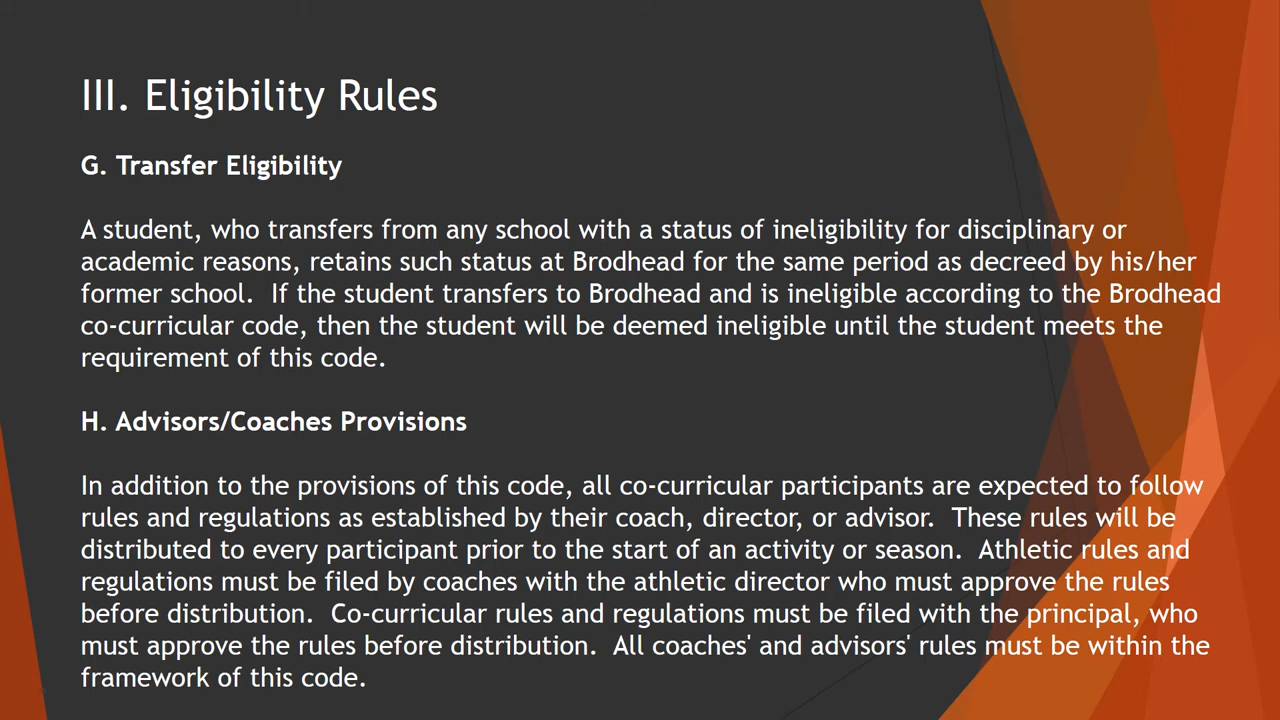 III. Eligibility Rules
G. Transfer Eligibility
A student, who transfers from any school with a status of ineligibility for disciplinary or
academic reasons, retains such status at Brodhead for the same period as decreed by his/her
former school.  If the student transfers to Brodhead and is ineligible according to the Brodhead
co-curricular code, then the student will be deemed ineligible until the student meets the
requirement of this code.
H. Advisors/Coaches Provisions
In addition to the provisions of this code, all co-curricular participants are expected to follow
rules and regulations as established by their coach, director, or advisor.  These rules will be
distributed to every participant prior to the start of an activity or season.  Athletic rules and
regulations must be filed by coaches with the athletic director who must approve the rules
before distribution.  Co-curricular rules and regulations must be filed with the principal, who
must approve the rules before distribution.  All coaches' and advisors' rules must be within the
framework of this code.